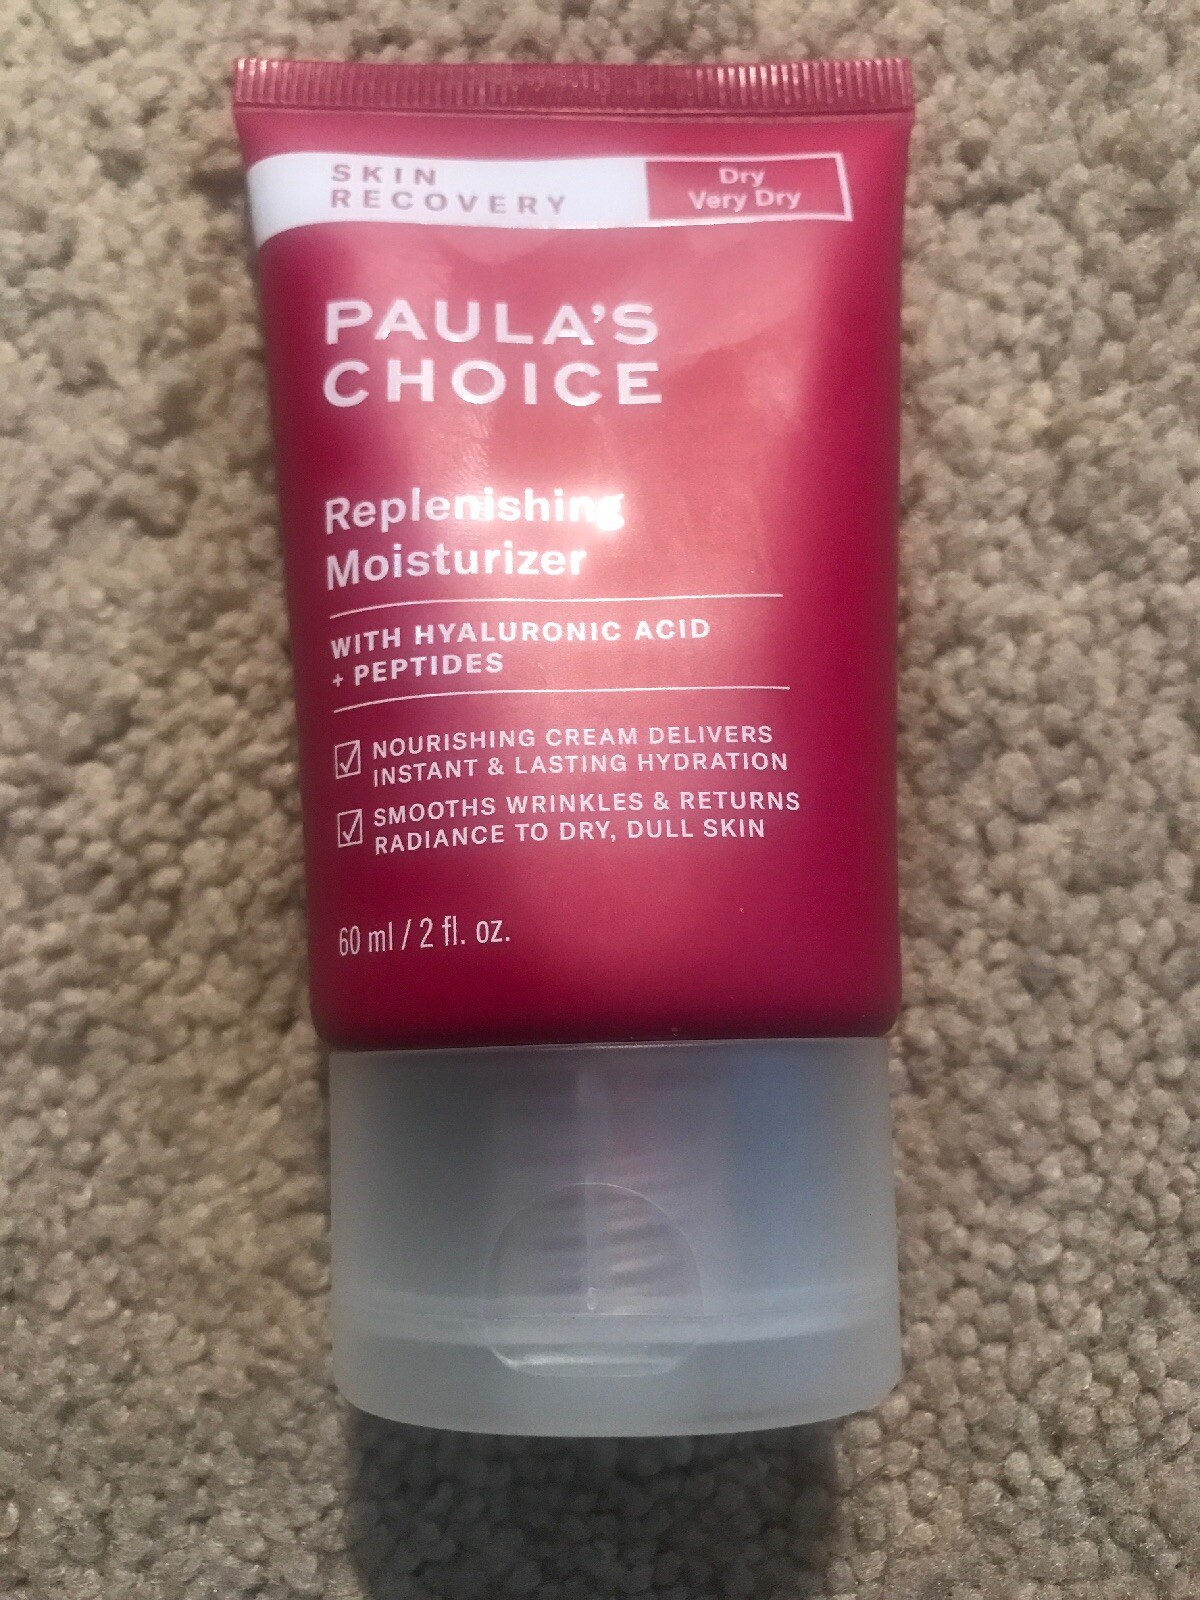 SKIN
RECOVERY
Dry
Very Dry
PAULA'S
CHOICE
Replenishing
Moisturizer
WITH HYALURONIC ACID
+ PEPTIDES
NOURISHING CREAM DELIVERS
INSTANT & LASTING HYDRATION
SMOOTHS WRINKLES & RETURNS
RADIANCE TO DRY, DULL SKIN
60 ml / 2 fl. oz.